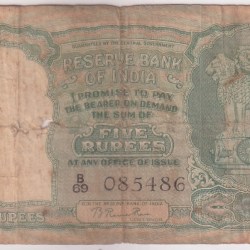 RESERVE BANK
OF INDIA
I PROMISE TO PAY
THE BEARER ON DEMAND
THE SUM OF
FIVE
RUPEES
AT ANY OFFICE OF ISSUE
B/69 085486
RUPEES